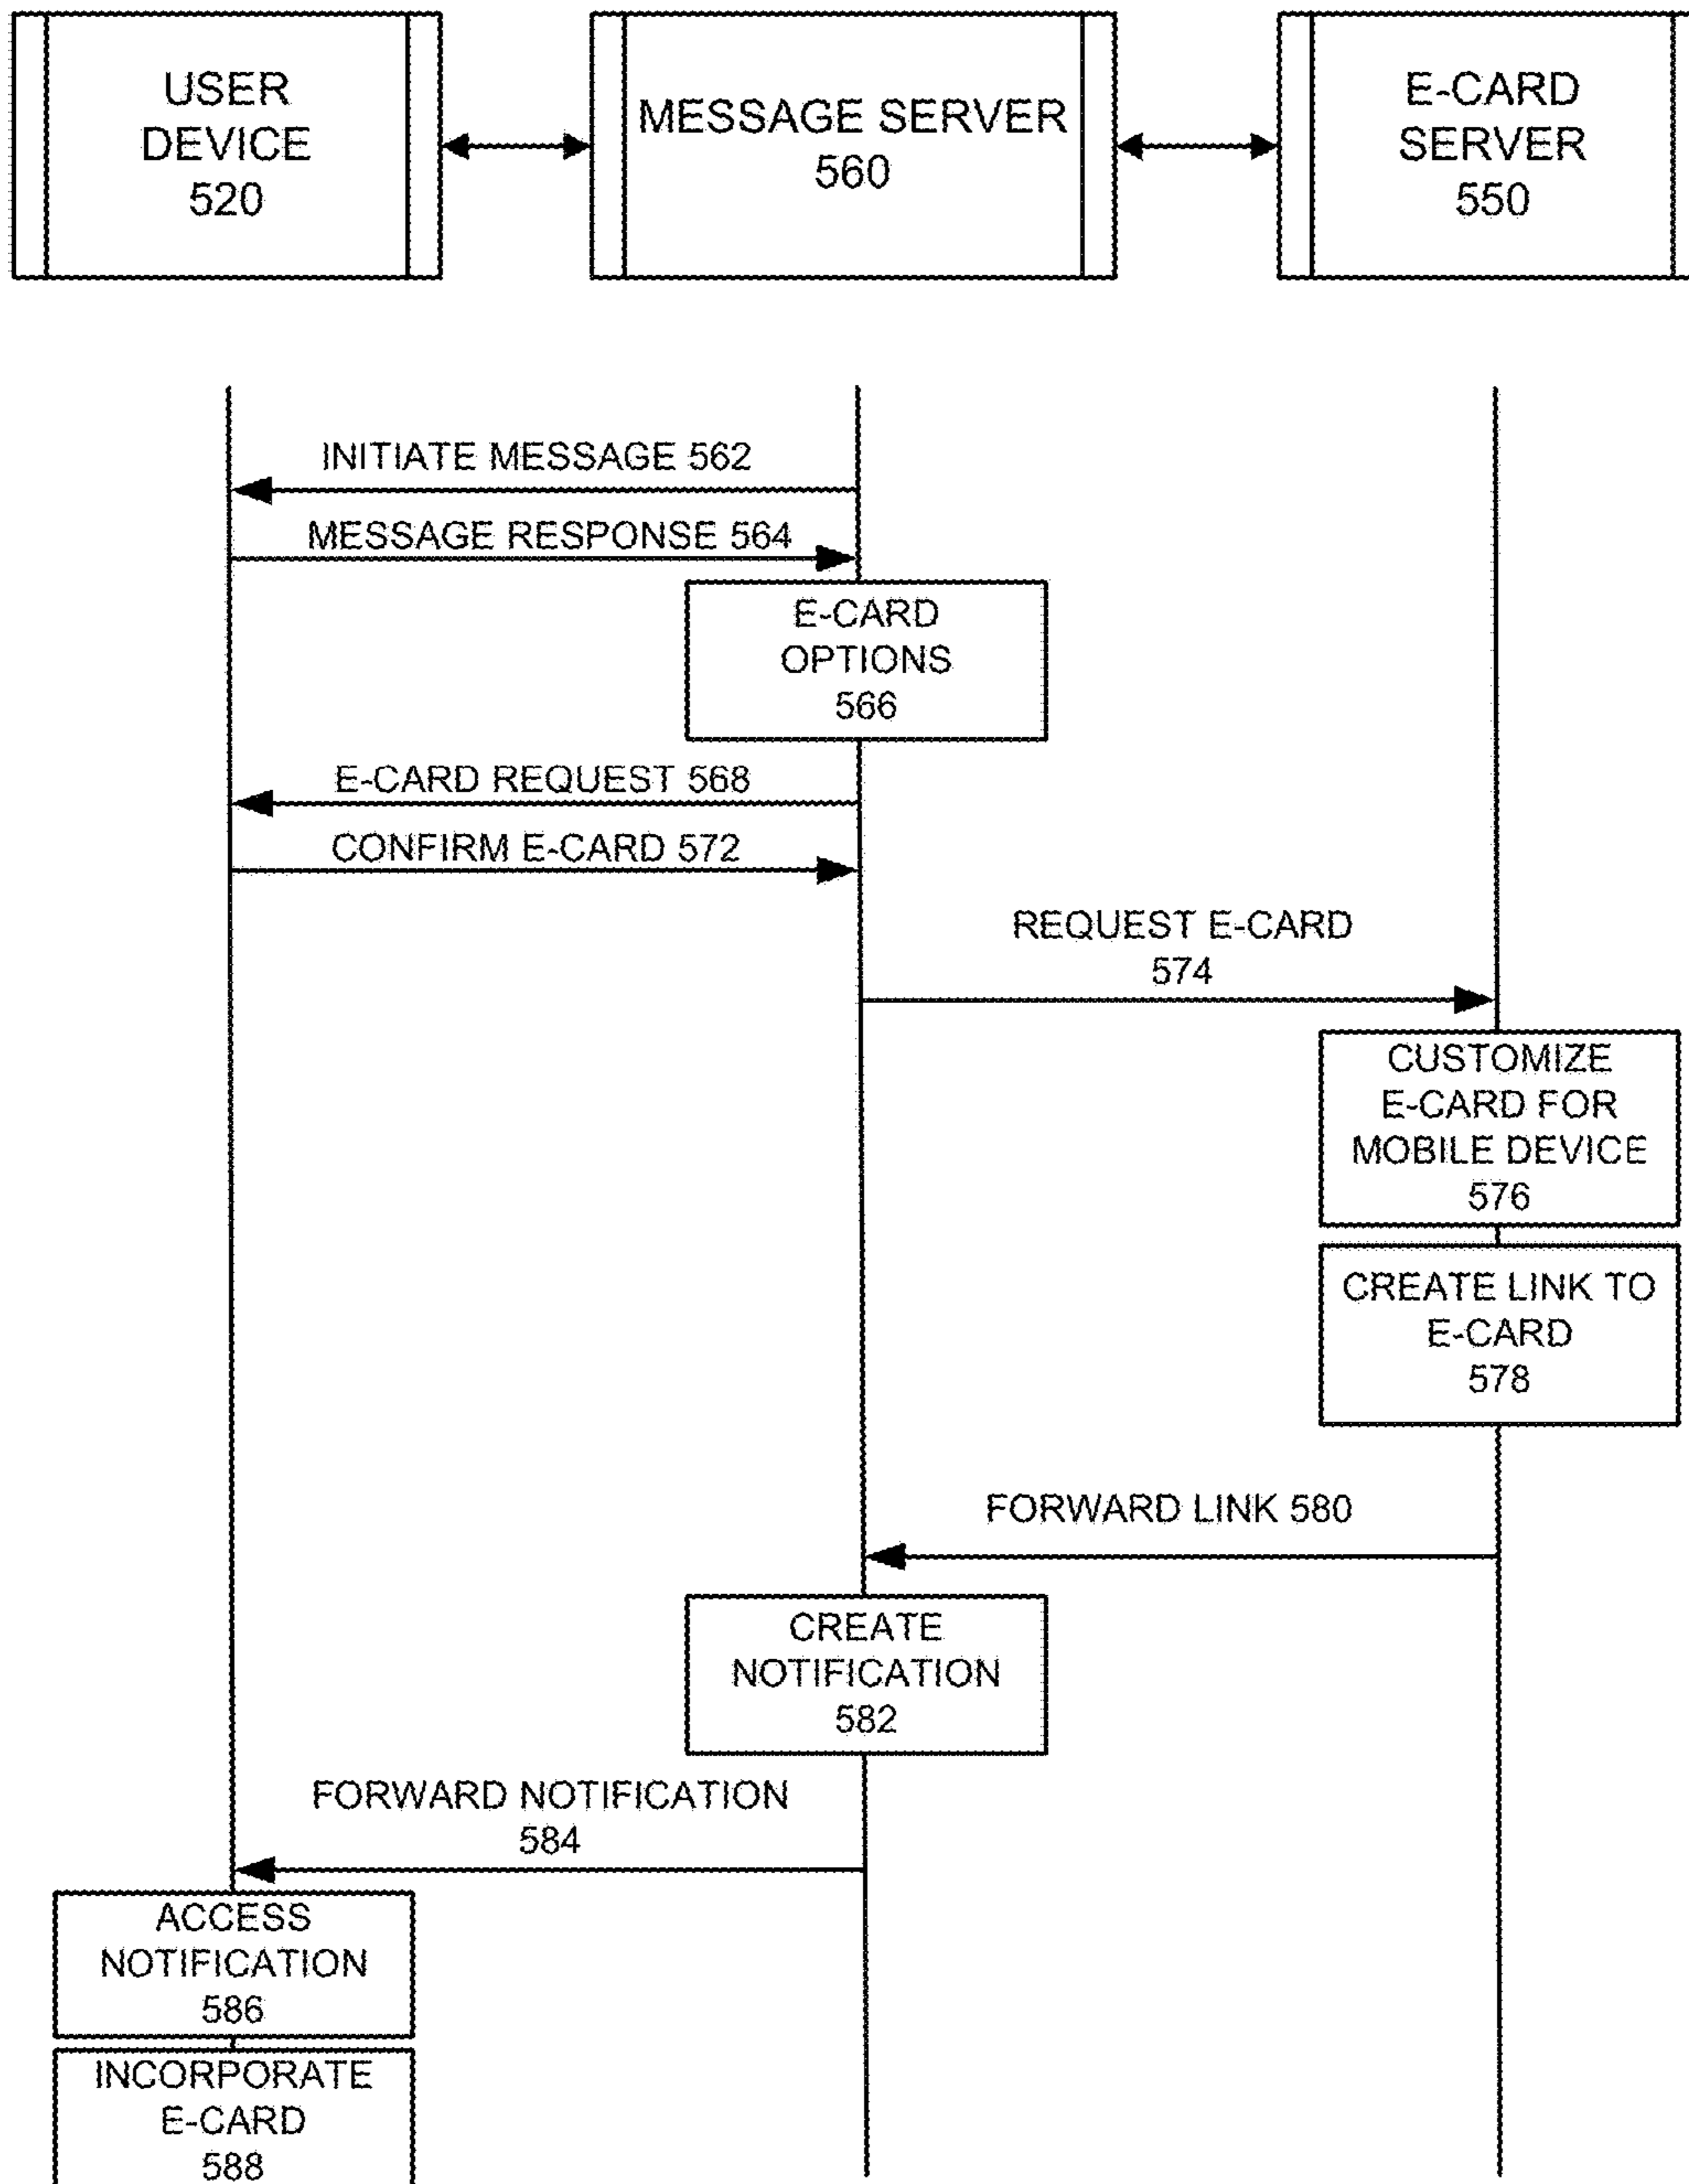 USER
DEVICE
520
MESSAGE SERVER
560
E-CARD
SERVER
550
INITIATE MESSAGE 562
MESSAGE RESPONSE 564
E-CARD
OPTIONS
566
E-CARD REQUEST 568
CONFIRM E-CARD 572
REQUEST E-CARD
574
CUSTOMIZE
E-CARD FOR
MOBILE DEVICE
576
CREATE LINK TO
E-CARD
578
FORWARD LINK 580
CREATE
NOTIFICATION
582
FORWARD NOTIFICATION
584
ACCESS
NOTIFICATION
586
INCORPORATE
E-CARD
588